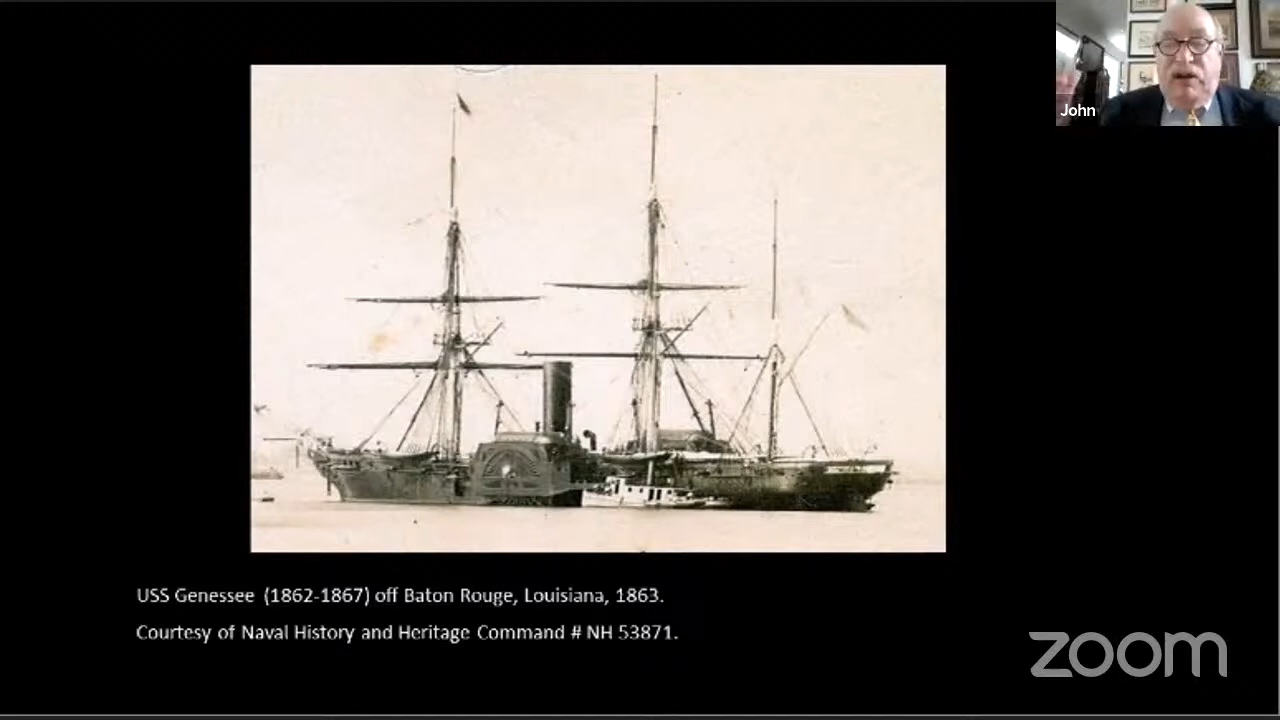 John
USS Genessee (1862-1867) off Baton Rouge, Louisiana, 1863.
Courtesy of Naval History and Heritage Command # NH 53871.
zoom